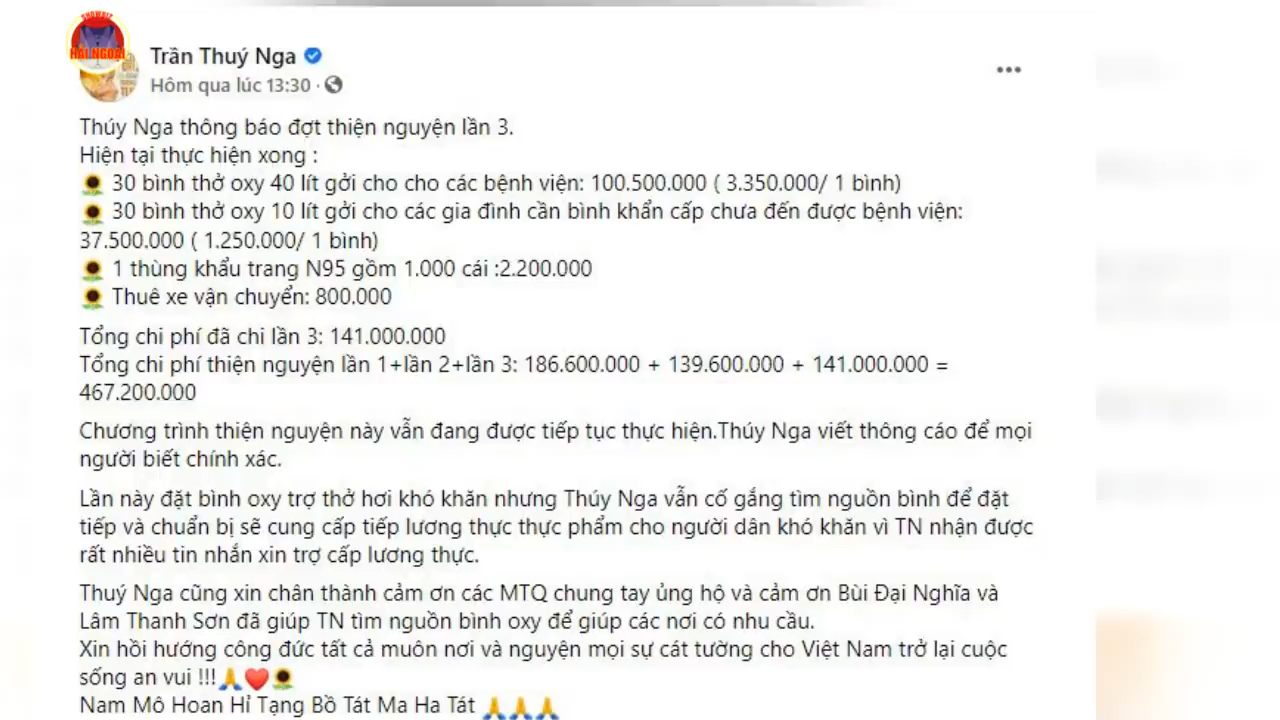 HẢI NGOẠI
Trần Thuý Nga
Hôm qua lúc 13:30 ·
Thúy Nga thông báo đợt thiện nguyện lần 3.
Hiện tại thực hiện xong :
🌻 30 bình thở oxy 40 lít gởi cho cho các bệnh viện: 100.500.000 ( 3.350.000/ 1 bình)
🌻 30 bình thở oxy 10 lít gởi cho các gia đình cần bình khẩn cấp chưa đến được bệnh viện:
37.500.000 ( 1.250.000/ 1 bình)
🌻 1 thùng khẩu trang N95 gồm 1.000 cái :2.200.000
🌻 Thuê xe vận chuyển: 800.000
Tổng chi phí đã chi lần 3: 141.000.000
Tổng chi phí thiện nguyện lần 1+lần 2+lần 3: 186.600.000 + 139.600.000 + 141.000.000 =
467.200.000
Chương trình thiện nguyện này vẫn đang được tiếp tục thực hiện.Thúy Nga viết thông cáo để mọi
người biết chính xác.
Lần này đặt bình oxy trợ thở hơi khó khăn nhưng Thúy Nga vẫn cố gắng tìm nguồn bình để đặt
tiếp và chuẩn bị sẽ cung cấp tiếp lương thực thực phẩm cho người dân khó khăn vì TN nhận được
rất nhiều tin nhắn xin trợ cấp lương thực.
Thuý Nga cũng xin chân thành cảm ơn các MTQ chung tay ủng hộ và cảm ơn Bùi Đại Nghĩa và
Lâm Thanh Sơn đã giúp TN tìm nguồn bình oxy để giúp các nơi có nhu cầu.
Xin hồi hướng công đức tất cả muôn nơi và nguyện mọi sự cát tường cho Việt Nam trở lại cuộc
sống an vui !!!🙏❤️🌻
Nam Mô Hoan Hỉ Tạng Bồ Tát Ma Ha Tát 🙏🙏🙏